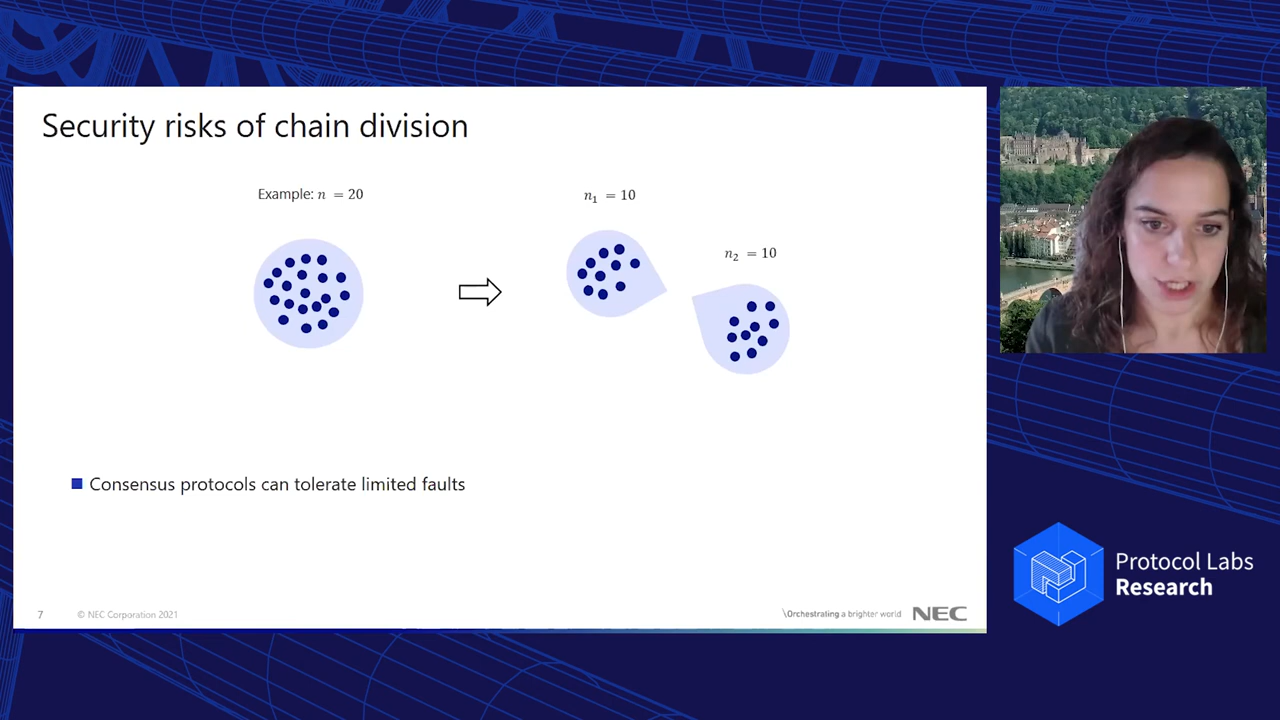 Security risks of chain division
Example: n = 20
n₁ = 10
n₂ = 10
Consensus protocols can tolerate limited faults
7
© NEC Corporation 2021
\Orchestrating a brighter world
NEC
Protocol Labs
Research